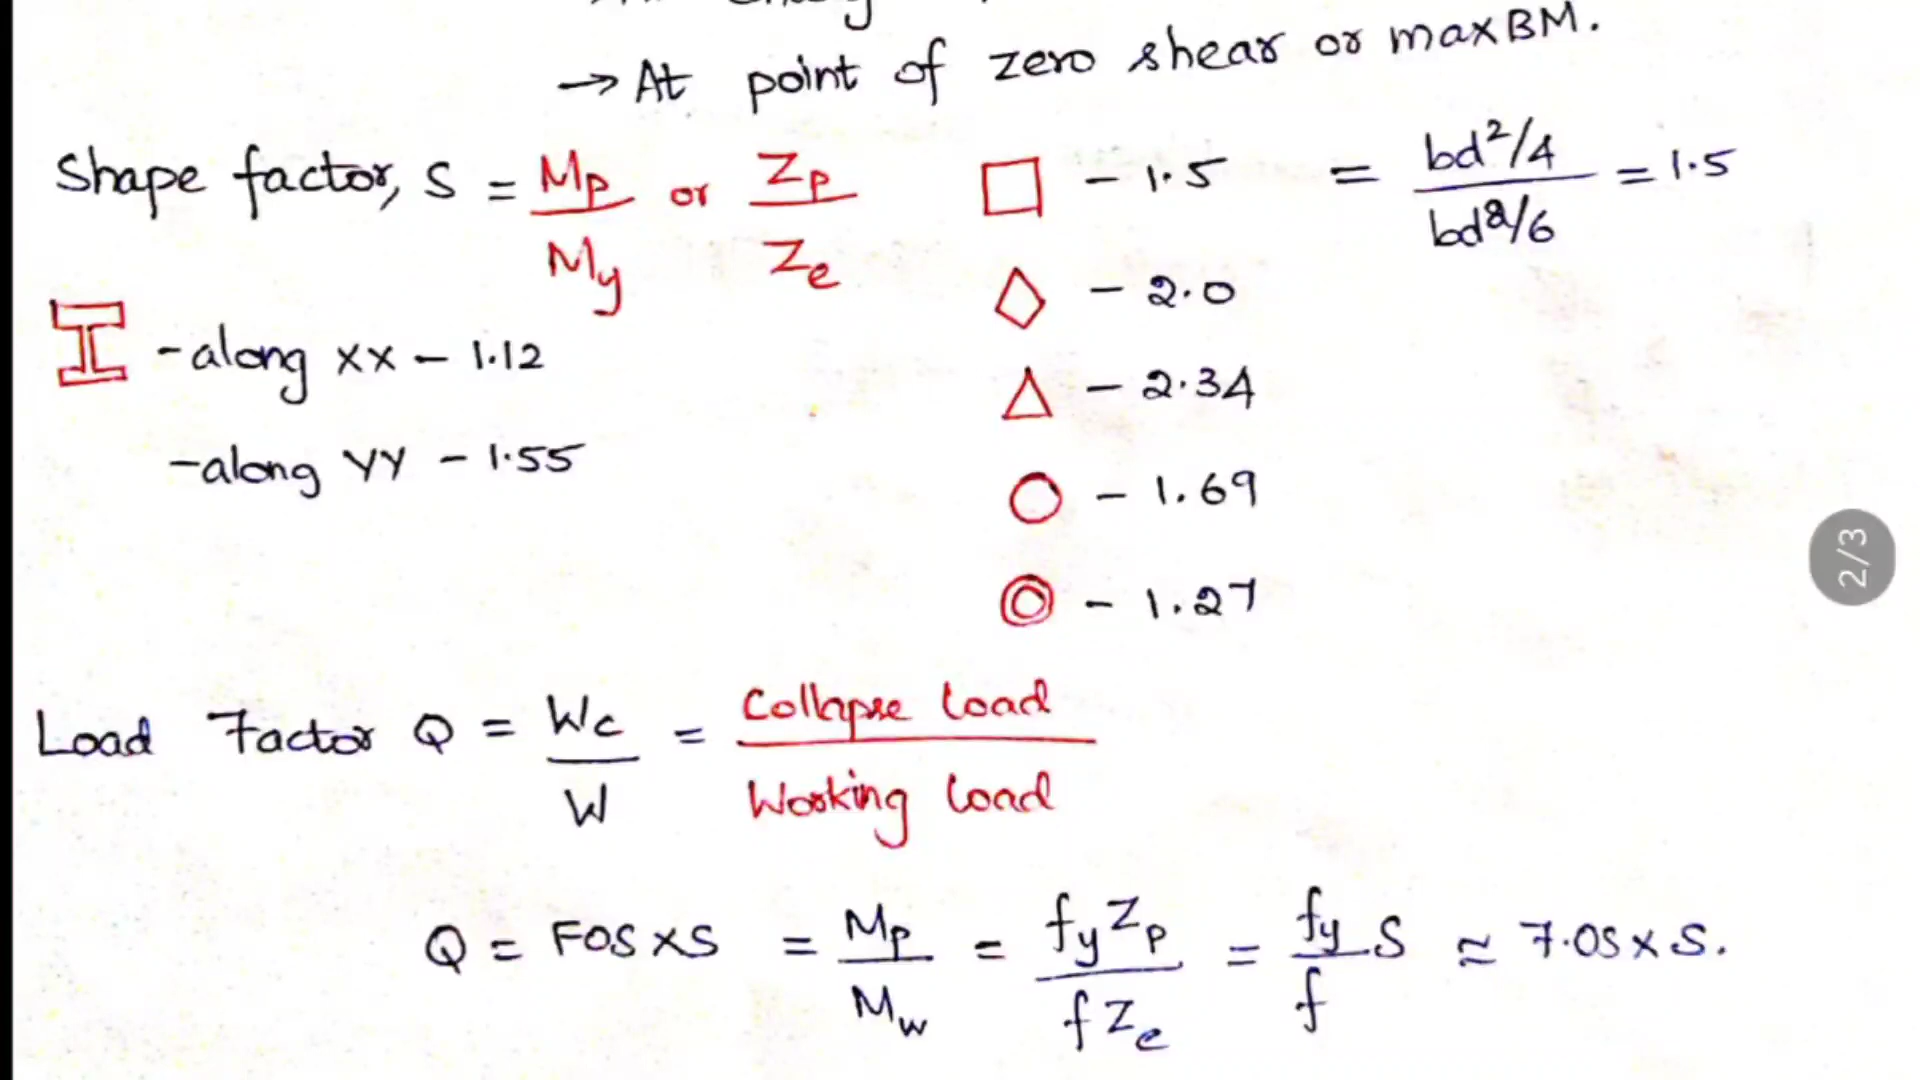 → At point of zero shear or max BM.
Shape factor, S = Mp/My or Zp/Ze
□ - 1.5 = bd²/4 / bd²/6 = 1.5
◇ - 2.0
I - along XX - 1.12
△ - 2.34
- along YY - 1.55
○ - 1.69
◎ - 1.27
2/3
Load Factor Q = Wc/W = Collapse load / Working load
Q = FOS × S = Mp/Mw = fy Zp / f Ze = fy/f S ≈ F.OS × S.